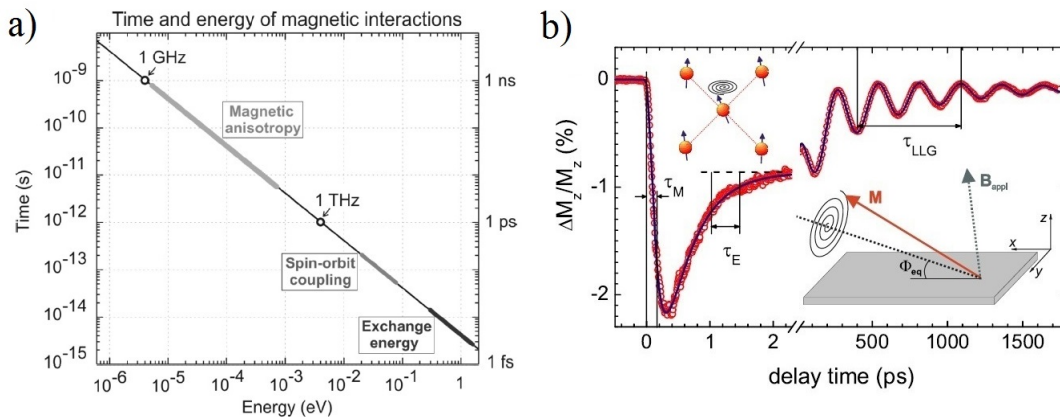 a)
Time and energy of magnetic interactions
Time (s)
10⁻⁹
10⁻¹⁰
10⁻¹¹
10⁻¹²
10⁻¹³
10⁻¹⁴
10⁻¹⁵
1 GHz
Magnetic
anisotropy
1 THz
Spin-orbit
coupling
Exchange
energy
1 ns
1 ps
1 fs
10⁻⁶ 10⁻⁵ 10⁻⁴ 10⁻³ 10⁻² 10⁻¹ 1
Energy (eV)
b)
ΔM_z/M_z (%)
0
-1
-2
τ_M
τ_E
τ_LLG
B_appl
M
Φ_eq
z
x
y
0 1 2 500 1000 1500
delay time (ps)